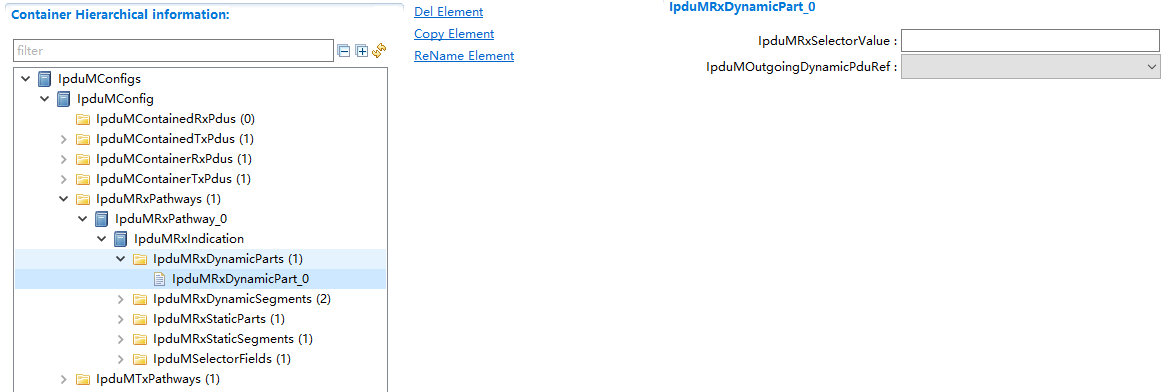 Container Hierarchical information:
filter
IpduMConfigs
IpduMConfig
IpduMContainedRxPdus (0)
IpduMContainedTxPdus (1)
IpduMContainerRxPdus (1)
IpduMContainerTxPdus (1)
IpduMRxPathways (1)
IpduMRxPathway_0
IpduMRxIndication
IpduMRxDynamicParts (1)
IpduMRxDynamicPart_0
IpduMRxDynamicSegments (2)
IpduMRxStaticParts (1)
IpduMRxStaticSegments (1)
IpduMSelectorFields (1)
IpduMTxPathways (1)
Del Element
Copy Element
ReName Element
IpduMRxDynamicPart_0
IpduMRxSelectorValue :
IpduMOutgoingDynamicPduRef :